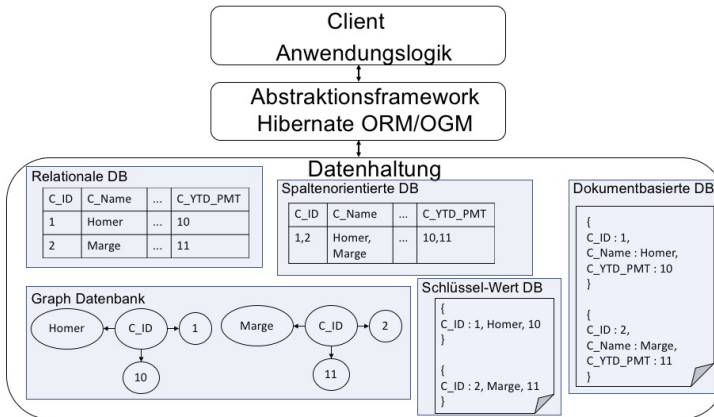 Client
Anwendungslogik
Abstraktionsframework
Hibernate ORM/OGM
Datenhaltung
Relationale DB
C_ID C_Name ... C_YTD_PMT
1 Homer ... 10
2 Marge ... 11
Spaltenorientierte DB
C_ID C_Name ... C_YTD_PMT
1,2 Homer, ... 10,11
Marge
Dokumentbasierte DB
{
C_ID : 1,
C_Name : Homer,
C_YTD_PMT : 10
}
{
C_ID : 2,
C_Name : Marge,
C_YTD_PMT : 11
}
Graph Datenbank
Homer C_ID 1
10
Marge C_ID 2
11
Schlüssel-Wert DB
{
C_ID : 1, Homer, 10
}
{
C_ID : 2, Marge, 11
}